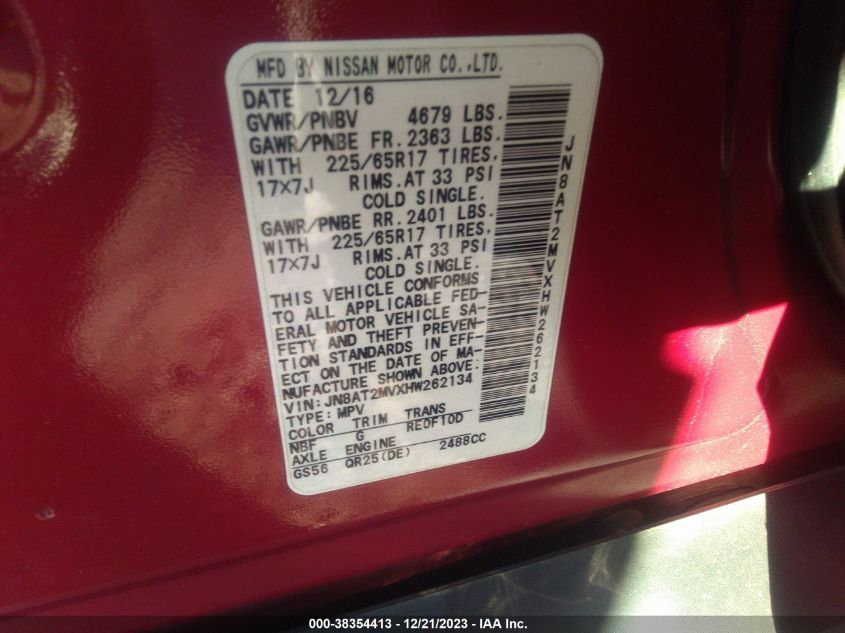 MFD BY NISSAN MOTOR CO.,LTD.
DATE 12/16
GVWR/PNBV 4679 LBS.
GAWR/PNBE FR. 2363 LBS.
WITH 225/65R17 TIRES,
17X7J RIMS.AT 33 PSI
COLD SINGLE.
GAWR/PNBE RR. 2401 LBS.
WITH 225/65R17 TIRES,
17X7J RIMS.AT 33 PSI
COLD SINGLE.
THIS VEHICLE CONFORMS
TO ALL APPLICABLE FED-
ERAL MOTOR VEHICLE SA-
FETY AND THEFT PREVEN-
TION STANDARDS IN EFF-
ECT ON THE DATE OF MA-
NUFACTURE SHOWN ABOVE.
VIN: JN8AT2MVXHW262134
TYPE: MPV
COLOR TRIM TRANS
NBF G RE0F10D
AXLE ENGINE
GS56 QR25(DE) 2488CC
JN8AT2MVXHW262134
000-38354413 - 12/21/2023 - IAA Inc.